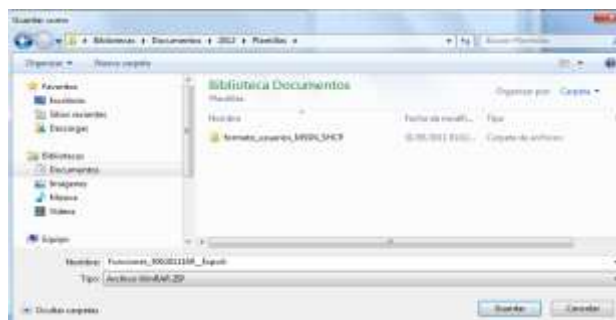 Guardar como
Bibliotecas ▸ Documentos ▸ 2012 ▸ Plantillas ▸
Organizar ▾ Nueva carpeta
Favoritos
Escritorio
Sitios recientes
Descargas
Bibliotecas
Documentos
Imágenes
Música
Videos
Equipo
Biblioteca Documentos
Plantillas
Organizar por: Carpeta ▾
Nombre Fecha de modifi... Tipo
Carpeta de archivos
Nombre:
Tipo: Archivo WinRAR ZIP
Ocultar carpetas
Guardar Cancelar